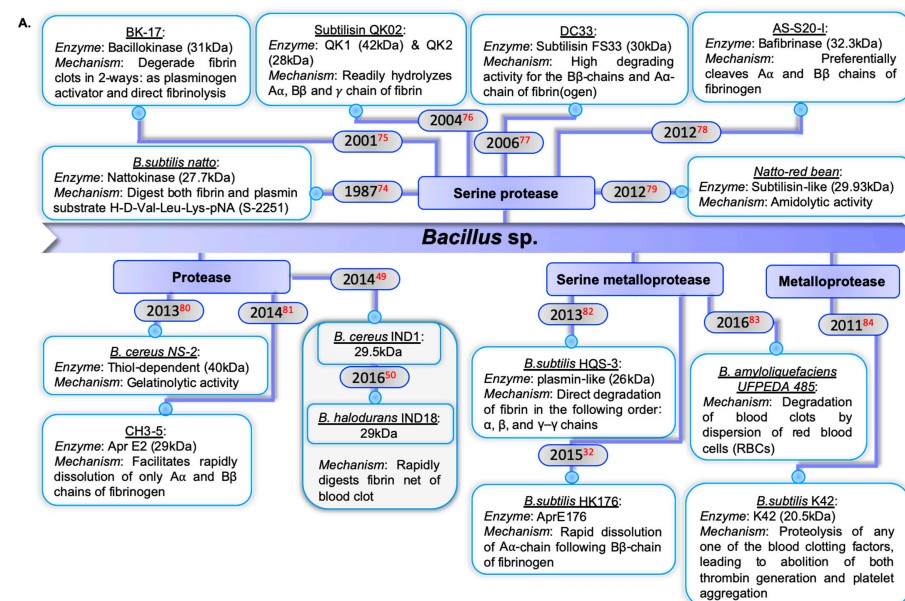 A.
BK-17:
Enzyme: Bacillokinase (31kDa)
Mechanism: Degerade fibrin
clots in 2-ways: as plasminogen
activator and direct fibrinolysis
Subtilisin QK02:
Enzyme: QK1 (42kDa) & QK2
(28kDa)
Mechanism: Readily hydrolyzes
Aα, Bβ and γ chain of fibrin
DC33:
Enzyme: Subtilisin FS33 (30kDa)
Mechanism: High degrading
activity for the Bβ-chains and Aα-
chain of fibrin(ogen)
AS-S20-I:
Enzyme: Bafibrinase (32.3kDa)
Mechanism: Preferentially
cleaves Aα and Bβ chains of
fibrinogen
2001⁷⁵
2004⁷⁶
2006⁷⁷
2012⁷⁸
B.subtilis natto:
Enzyme: Nattokinase (27.7kDa)
Mechanism: Digest both fibrin and plasmin
substrate H-D-Val-Leu-Lys-pNA (S-2251)
1987⁷⁴
Serine protease
2012⁷⁹
Natto-red bean:
Enzyme: Subtilisin-like (29.93kDa)
Mechanism: Amidolytic activity
Bacillus sp.
Protease
2014⁴⁹
Serine metalloprotease
Metalloprotease
2013⁸⁰
2014⁸¹
2013⁸²
2016⁸³
2011⁸⁴
B. cereus NS-2:
Enzyme: Thiol-dependent (40kDa)
Mechanism: Gelatinolytic activity
CH3-5:
Enzyme: Apr E2 (29kDa)
Mechanism: Facilitates rapidly
dissolution of only Aα and Bβ
chains of fibrinogen
B. cereus IND1:
29.5kDa
2016⁵⁰
B. halodurans IND18:
29kDa
Mechanism: Rapidly
digests fibrin net of
blood clot
B.subtilis HQS-3:
Enzyme: plasmin-like (26kDa)
Mechanism: Direct degradation
of fibrin in the following order:
α, β, and γ–γ chains
2015³²
B.subtilis HK176:
Enzyme: AprE176
Mechanism: Rapid dissolution
of Aα-chain following Bβ-chain
of fibrinogen
B. amyloliquefaciens
UFPEDA 485:
Mechanism: Degradation
of blood clots by
dispersion of red blood
cells (RBCs)
B.subtilis K42:
Enzyme: K42 (20.5kDa)
Mechanism: Proteolysis of any
one of the blood clotting factors,
leading to abolition of both
thrombin generation and platelet
aggregation